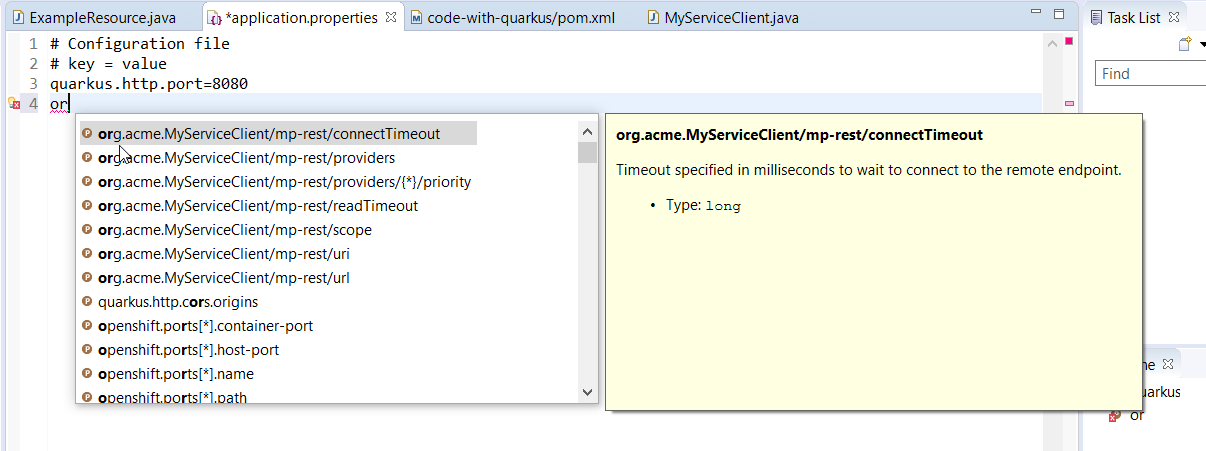 ExampleResource.java
*application.properties
code-with-quarkus/pom.xml
MyServiceClient.java
Task List
Find
1 # Configuration file
2 # key = value
3 quarkus.http.port=8080
4 or
org.acme.MyServiceClient/mp-rest/connectTimeout
org.acme.MyServiceClient/mp-rest/providers
org.acme.MyServiceClient/mp-rest/providers/{*}/priority
org.acme.MyServiceClient/mp-rest/readTimeout
org.acme.MyServiceClient/mp-rest/scope
org.acme.MyServiceClient/mp-rest/uri
org.acme.MyServiceClient/mp-rest/url
quarkus.http.cors.origins
openshift.ports[*].container-port
openshift.ports[*].host-port
openshift.ports[*].name
openshift.ports[*].path
org.acme.MyServiceClient/mp-rest/connectTimeout
Timeout specified in milliseconds to wait to connect to the remote endpoint.
• Type: long
ne
uarkus
or